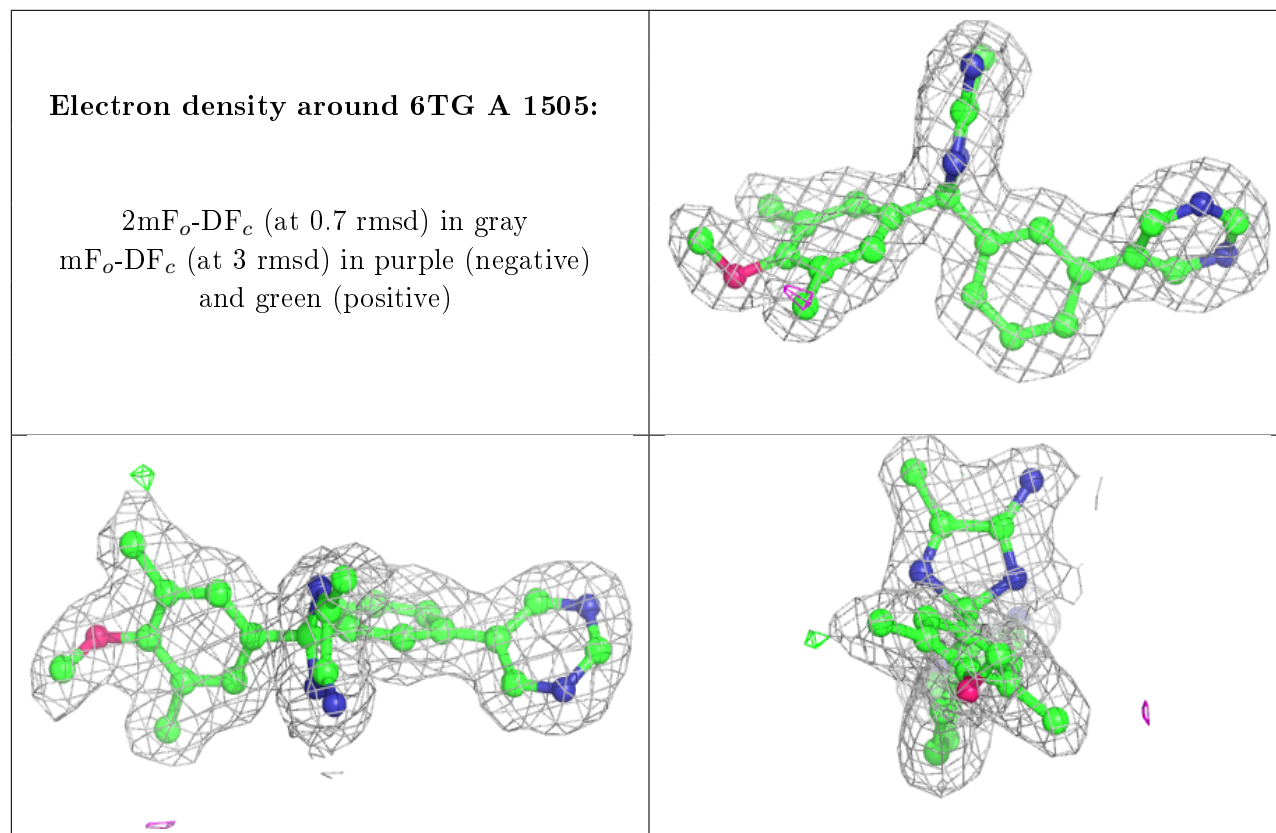 Electron density around 6TG A 1505:
2mFₒ-DF𝒸 (at 0.7 rmsd) in gray
mFₒ-DF𝒸 (at 3 rmsd) in purple (negative)
and green (positive)